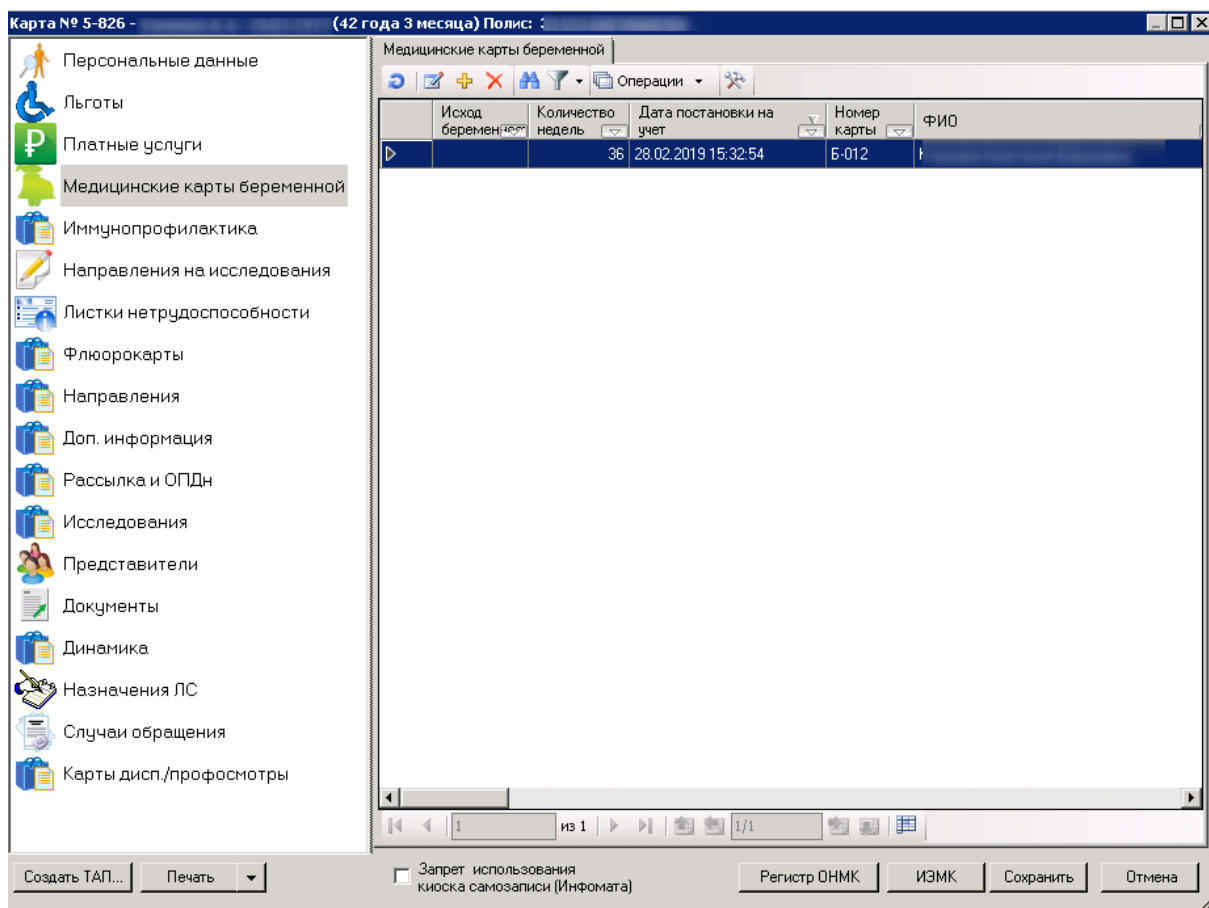 Карта № 5-826 - (42 года 3 месяца) Полис:
Персональные данные
Льготы
Платные услуги
Медицинские карты беременной
Иммунопрофилактика
Направления на исследования
Листки нетрудоспособности
Флюорокарты
Направления
Доп. информация
Рассылка и ОПДн
Исследования
Представители
Документы
Динамика
Назначения ЛС
Случаи обращения
Карты дисп./профосмотры
Медицинские карты беременной
Операции
Исход
беремен
Количество
недель
Дата постановки на
учет
Номер
карты
ФИО
36 28.02.2019 15:32:54 Б-012
1 из 1 1/1
Создать ТАП...
Печать
Запрет использования
киоска самозаписи (Инфомата)
Регистр ОНМК
ИЭМК
Сохранить
Отмена